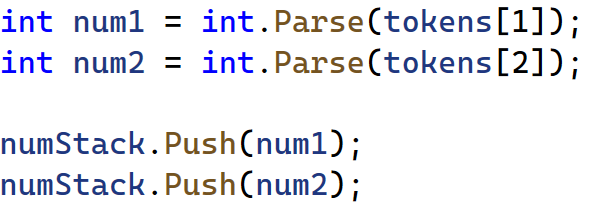 int num1 = int.Parse(tokens[1]);
int num2 = int.Parse(tokens[2]);
numStack.Push(num1);
numStack.Push(num2);